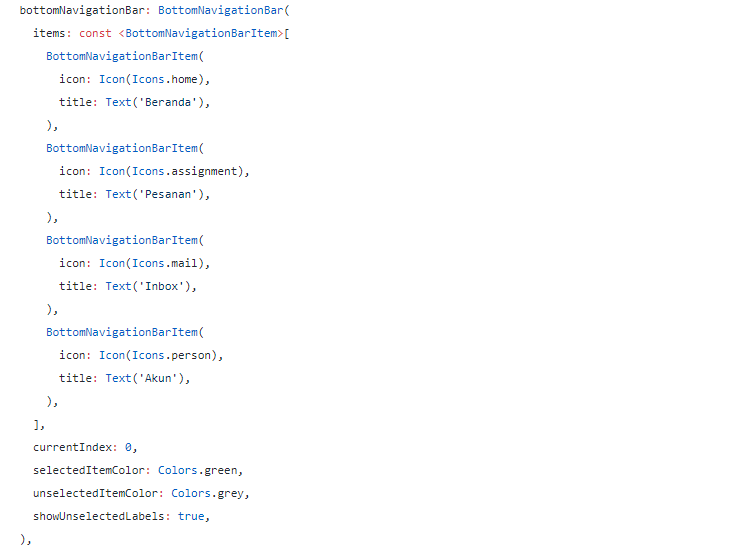 bottomNavigationBar: BottomNavigationBar(
  items: const <BottomNavigationBarItem>[
    BottomNavigationBarItem(
      icon: Icon(Icons.home),
      title: Text('Beranda'),
    ),
    BottomNavigationBarItem(
      icon: Icon(Icons.assignment),
      title: Text('Pesanan'),
    ),
    BottomNavigationBarItem(
      icon: Icon(Icons.mail),
      title: Text('Inbox'),
    ),
    BottomNavigationBarItem(
      icon: Icon(Icons.person),
      title: Text('Akun'),
    ),
  ],
  currentIndex: 0,
  selectedItemColor: Colors.green,
  unselectedItemColor: Colors.grey,
  showUnselectedLabels: true,
),